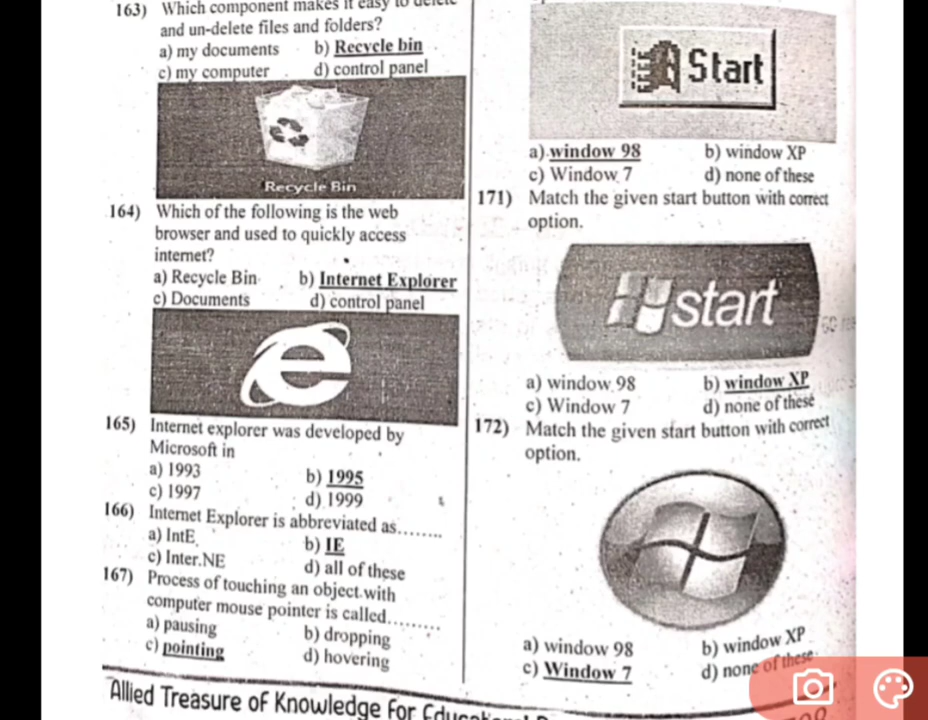 163) Which component makes it easy to delete
and un-delete files and folders?
a) my documents b) Recycle bin
c) my computer d) control panel
Recycle Bin
164) Which of the following is the web
browser and used to quickly access
internet?
a) Recycle Bin b) Internet Explorer
c) Documents d) control panel
165) Internet explorer was developed by
Microsoft in
a) 1993 b) 1995
c) 1997 d) 1999
166) Internet Explorer is abbreviated as........
a) IntE b) IE
c) Inter.NE d) all of these
167) Process of touching an object with
computer mouse pointer is called.........
a) pausing b) dropping
c) pointing d) hovering
Start
a) window 98 b) window XP
c) Window 7 d) none of these
171) Match the given start button with correct
option.
start
a) window 98 b) window XP
c) Window 7 d) none of these
172) Match the given start button with correct
option.
a) window 98 b) window XP
c) Window 7 d) none of these
Allied Treasure of Knowledge For